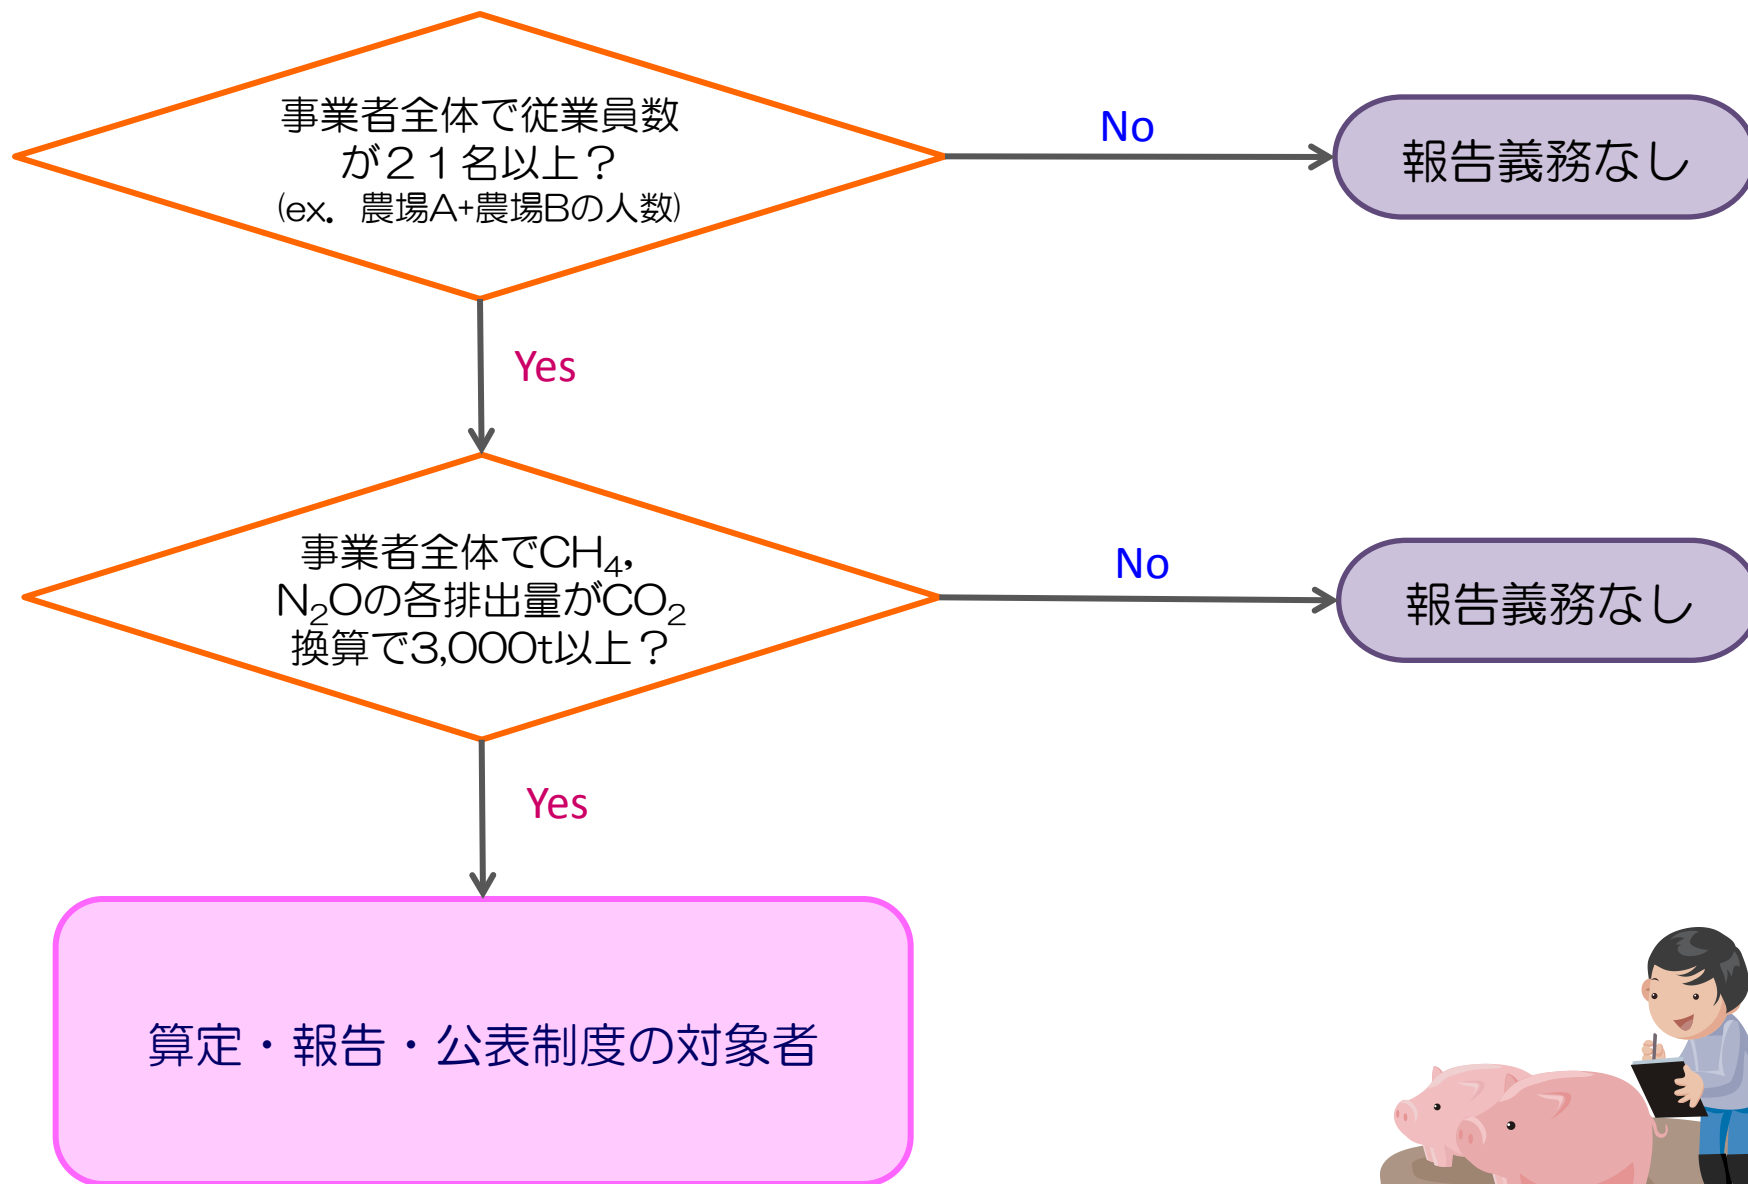 事業者全体で従業員数
が２１名以上？
(ex．農場A+農場Bの人数)
No
報告義務なし
Yes
事業者全体でCH₄,
N₂Oの各排出量がCO₂
換算で3,000t以上？
No
報告義務なし
Yes
算定・報告・公表制度の対象者